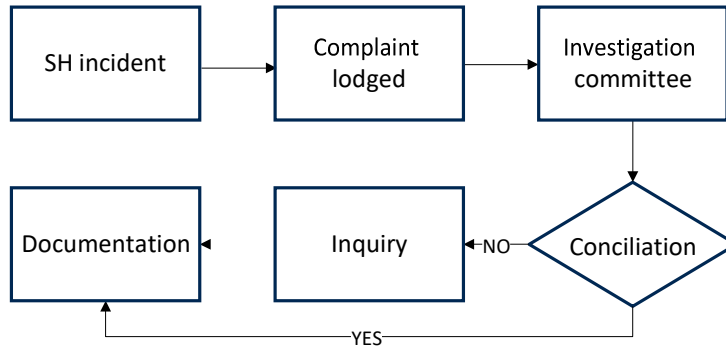 SH incident
Complaint
lodged
Investigation
committee
Documentation
Inquiry
NO
Conciliation
YES